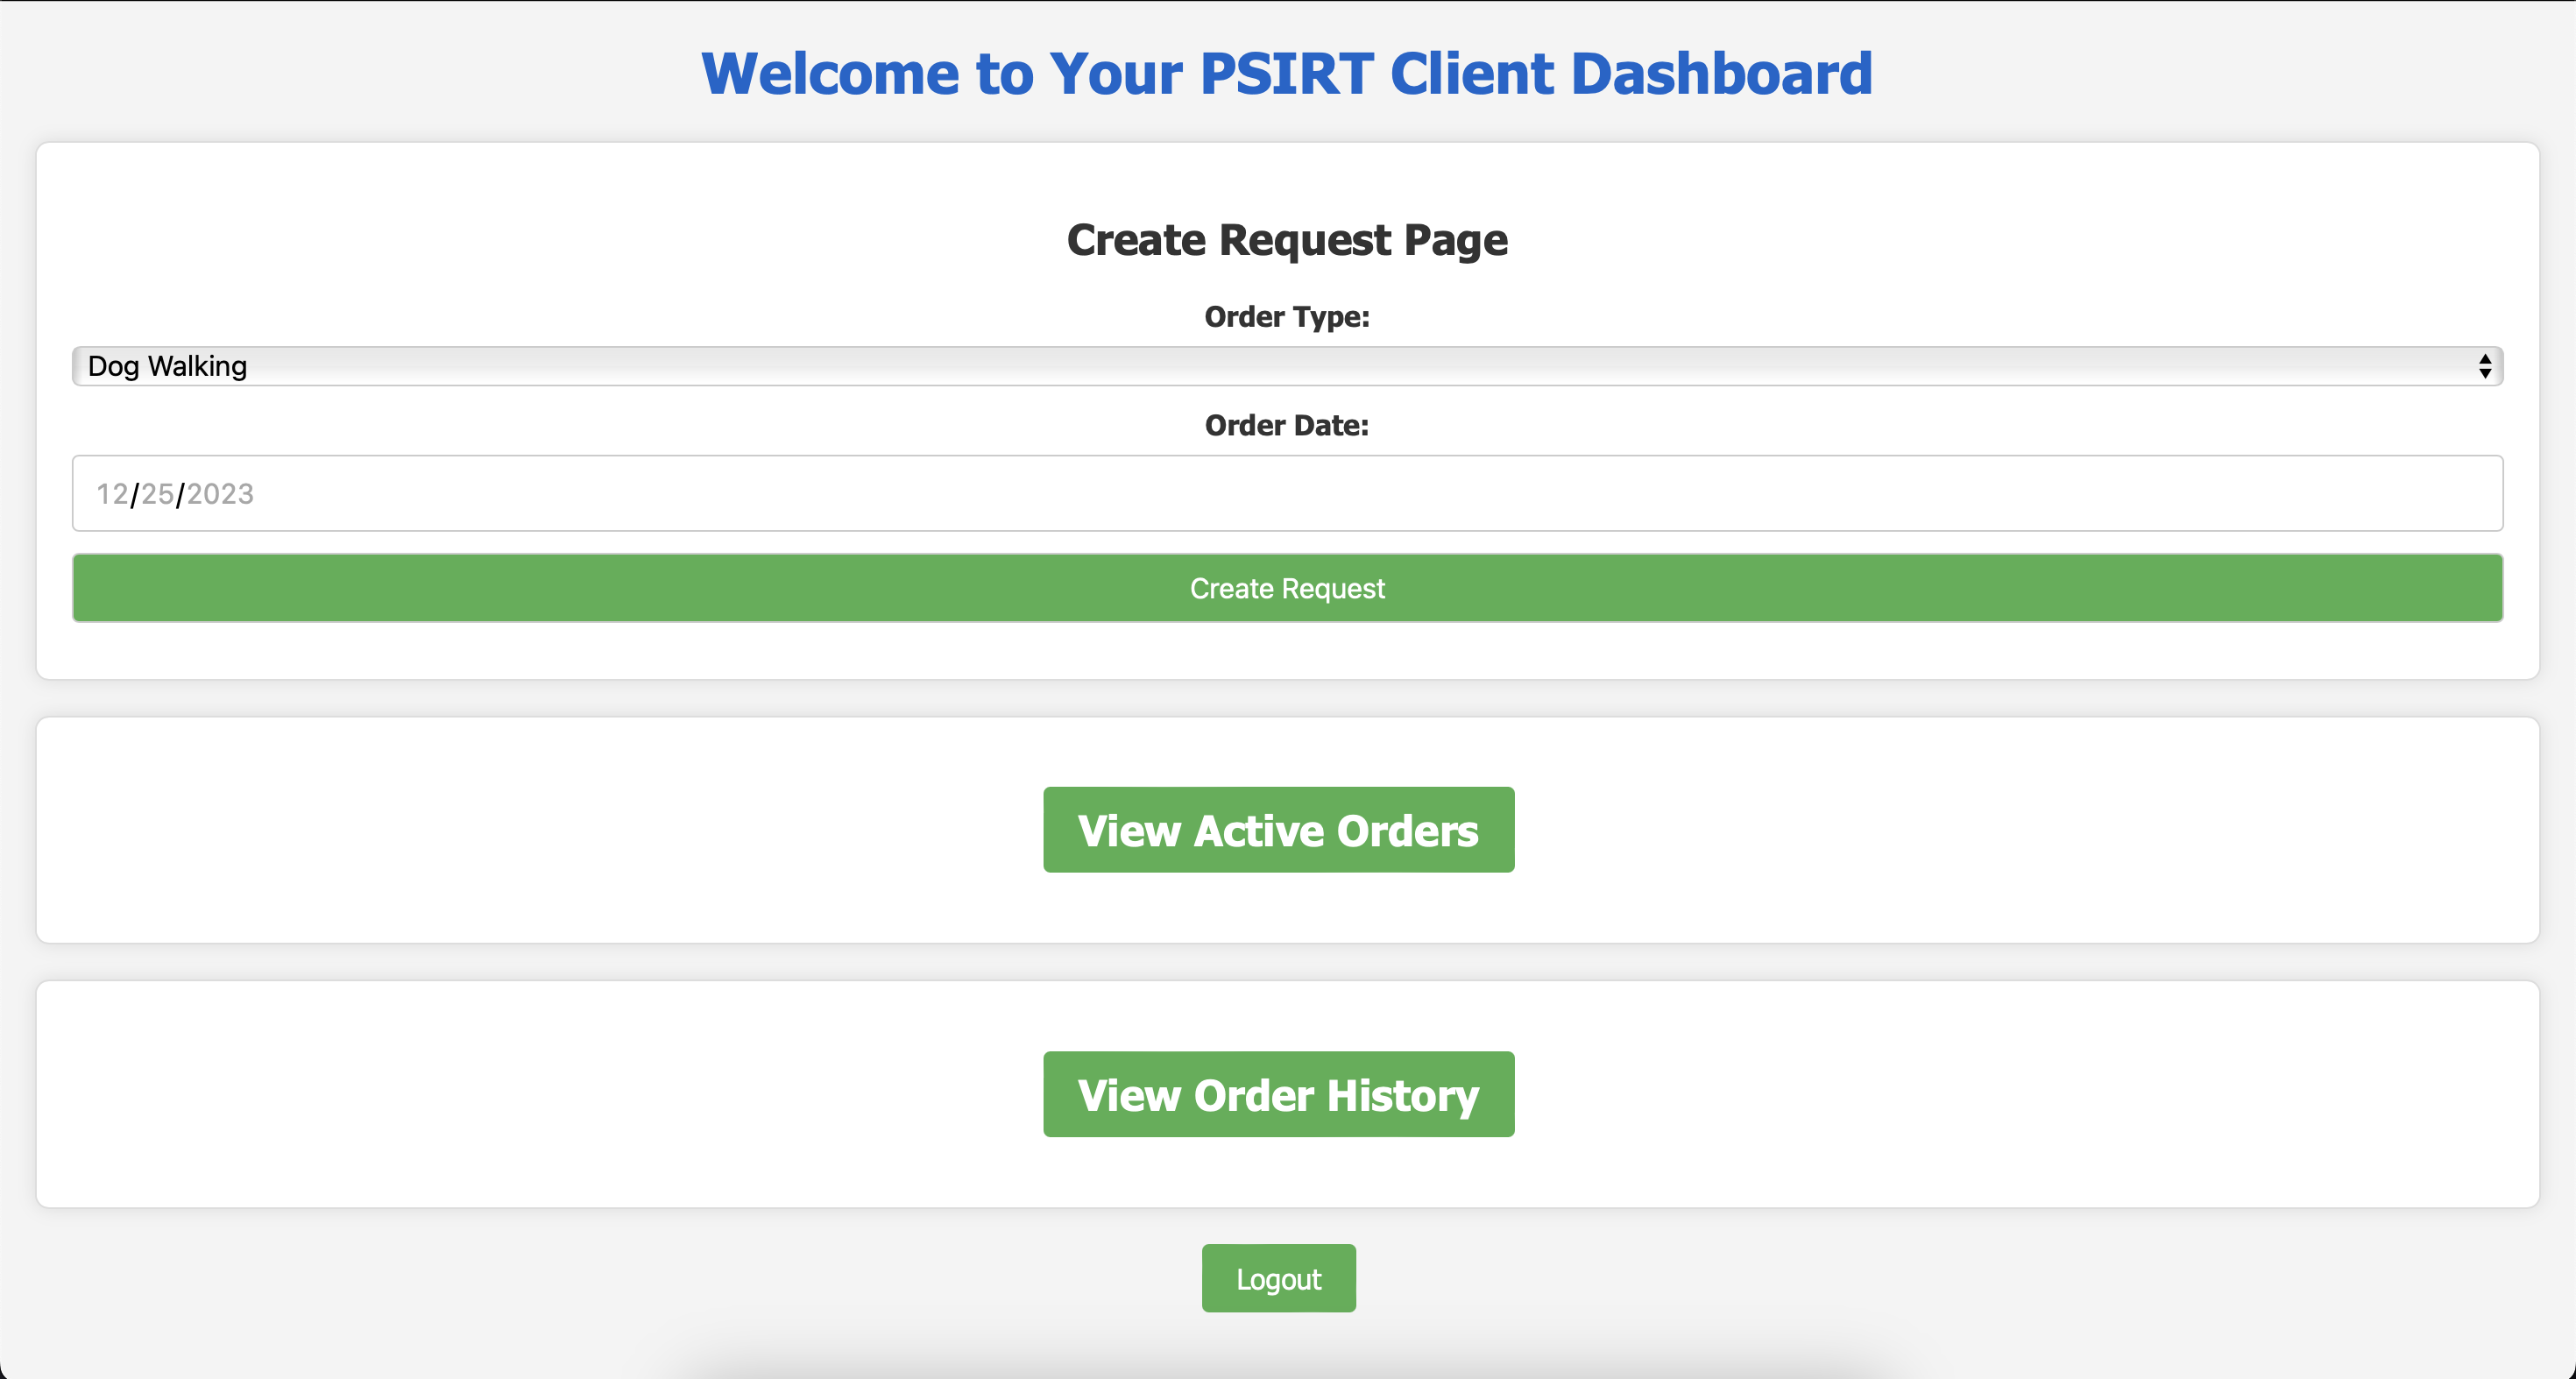 Welcome to Your PSIRT Client Dashboard
Create Request Page
Order Type:
Dog Walking
Order Date:
12/25/2023
Create Request
View Active Orders
View Order History
Logout